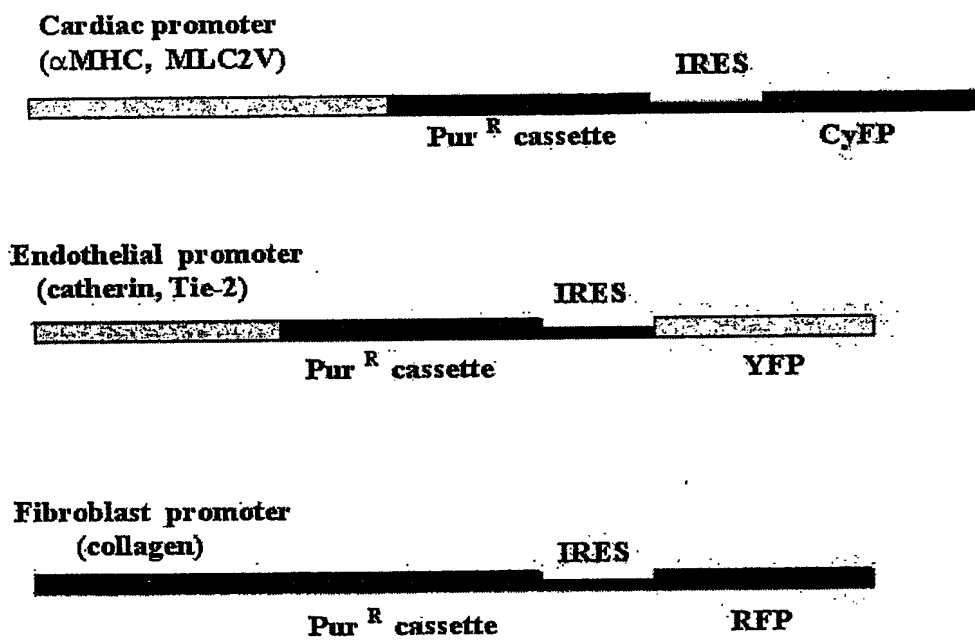 Cardiac promoter
(αMHC, MLC2V)
IRES
Pur R cassette
CyFP
Endothelial promoter
(catherin, Tie-2)
IRES
Pur R cassette
YFP
Fibroblast promoter
(collagen)
IRES
Pur R cassette
RFP